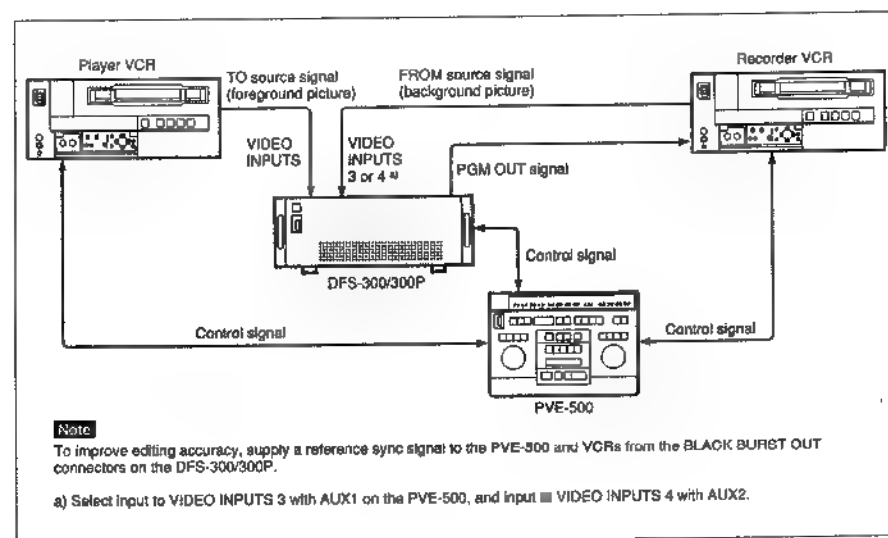 Player VCR
TO source signal
(foreground picture)
FROM source signal
(background picture)
Recorder VCR
VIDEO
INPUTS
VIDEO
INPUTS
3 or 4 a)
PGM OUT signal
DFS-300/300P
Control signal
Control signal
Control signal
PVE-500
Note
To improve editing accuracy, supply a reference sync signal to the PVE-500 and VCRs from the BLACK BURST OUT
connectors on the DFS-300/300P.
a) Select input to VIDEO INPUTS 3 with AUX1 on the PVE-500, and input VIDEO INPUTS 4 with AUX2.